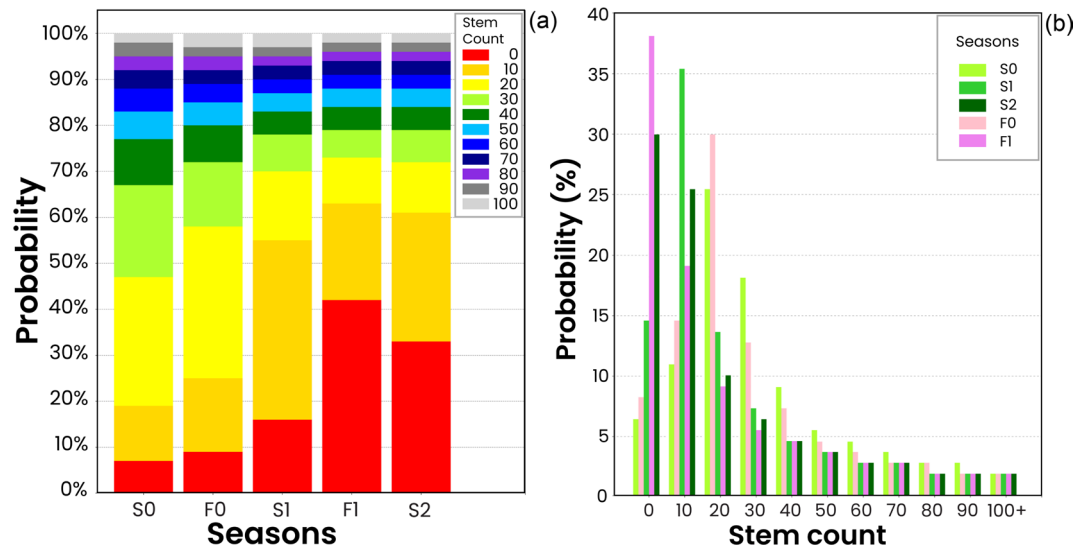 (a)
Probability
100%
90%
80%
70%
60%
50%
40%
30%
20%
10%
0%
S0 F0 S1 F1 S2
Seasons
Stem
Count
0
10
20
30
40
50
60
70
80
90
100
(b)
Probability (%)
40
35
30
25
20
15
10
5
0
0 10 20 30 40 50 60 70 80 90 100+
Stem count
Seasons
S0
S1
S2
F0
F1